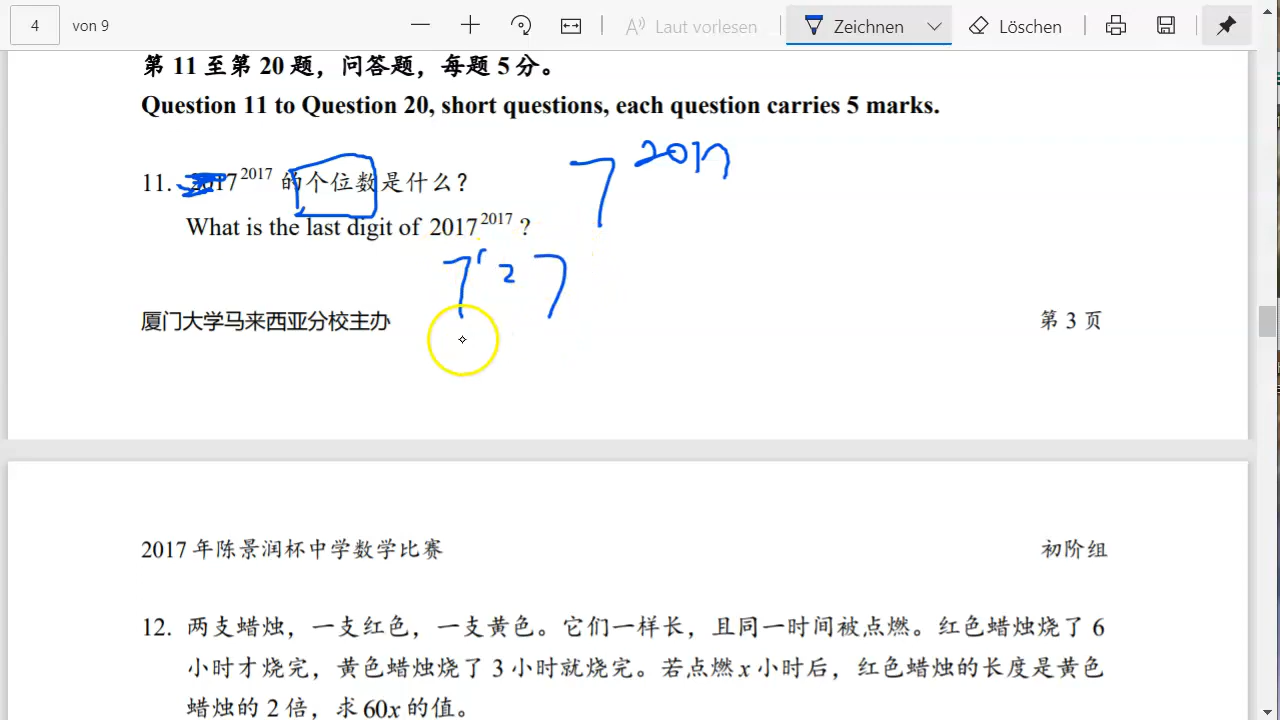 4 von 9 Laut vorlesen Zeichnen Löschen
第 11 至第 20 题，问答题，每题 5 分。
Question 11 to Question 20, short questions, each question carries 5 marks.
7 2017
11. 2017 2017 的个位数是什么？
What is the last digit of 2017 2017 ?
7 1 = 7
厦门大学马来西亚分校主办 第 3 页
2017 年陈景润杯中学数学比赛 初阶组
12. 两支蜡烛，一支红色，一支黄色。它们一样长，且同一时间被点燃。红色蜡烛烧了 6
小时才烧完，黄色蜡烛烧了 3 小时就烧完。若点燃 x 小时后，红色蜡烛的长度是黄色
蜡烛的 2 倍，求 60x 的值。